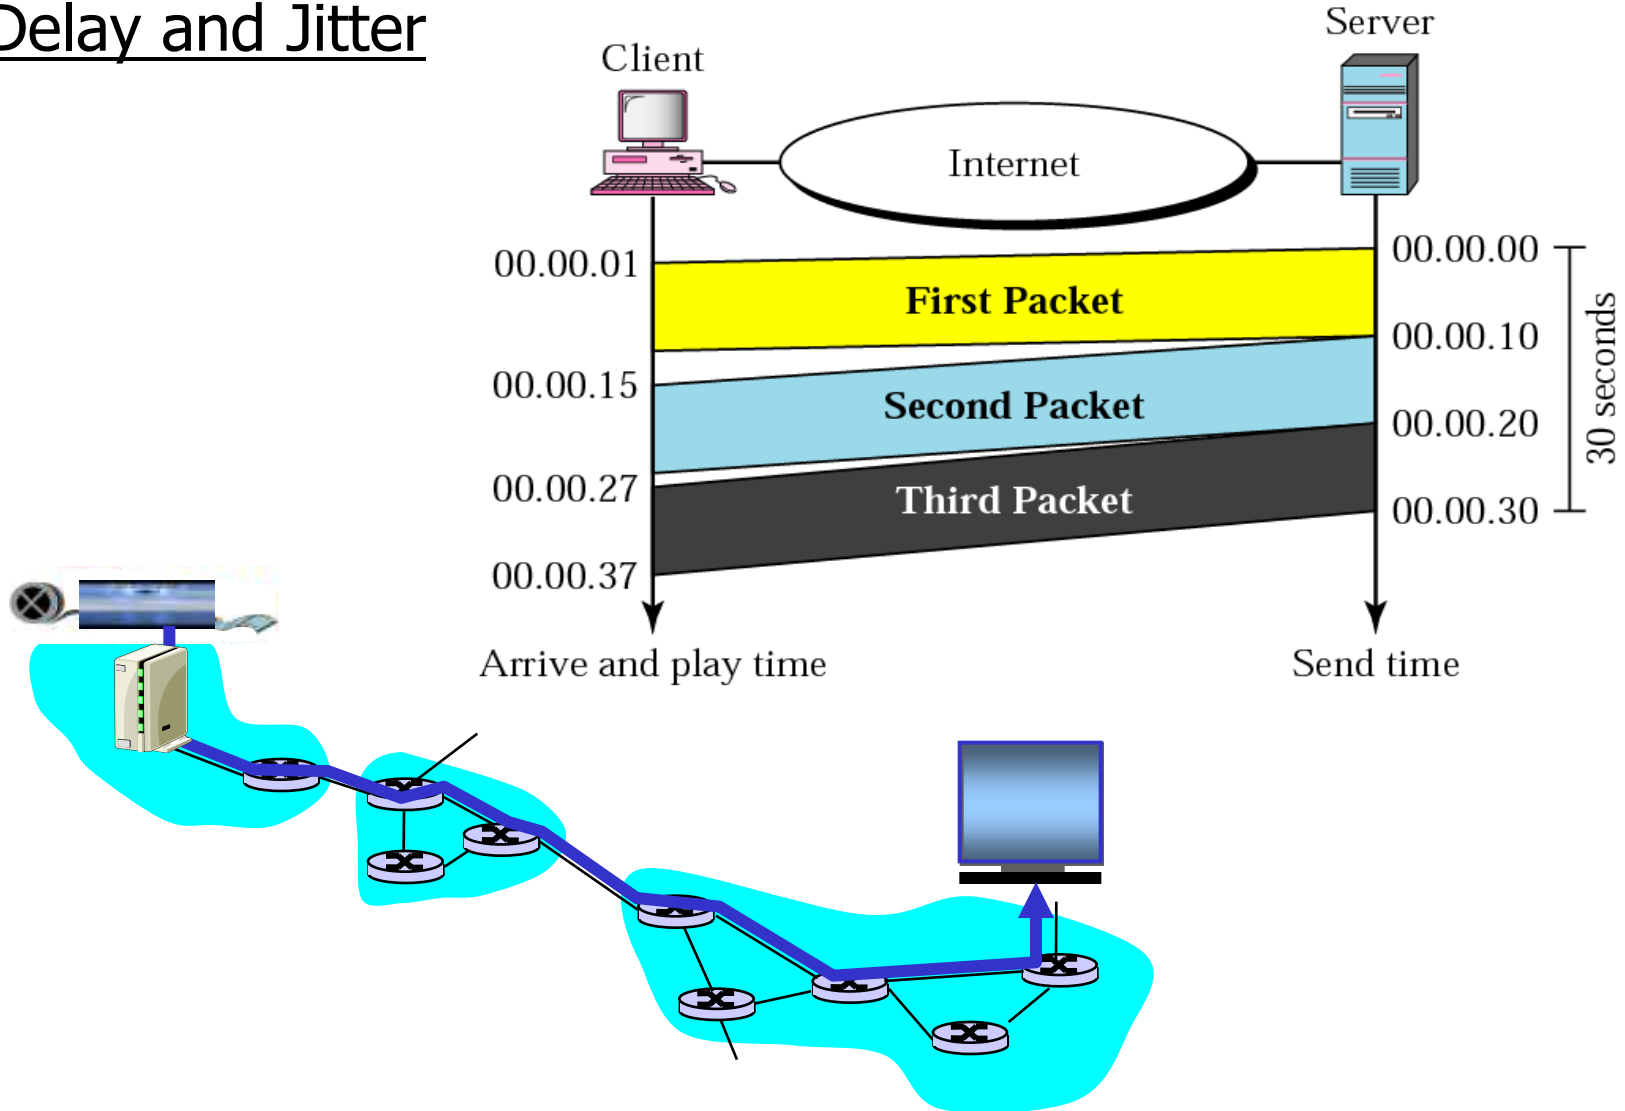 Delay and Jitter
Server
Client
Internet
00.00.01
00.00.00
First Packet
00.00.10
00.00.15
Second Packet
00.00.20
30 seconds
00.00.27
Third Packet
00.00.30
00.00.37
Arrive and play time
Send time